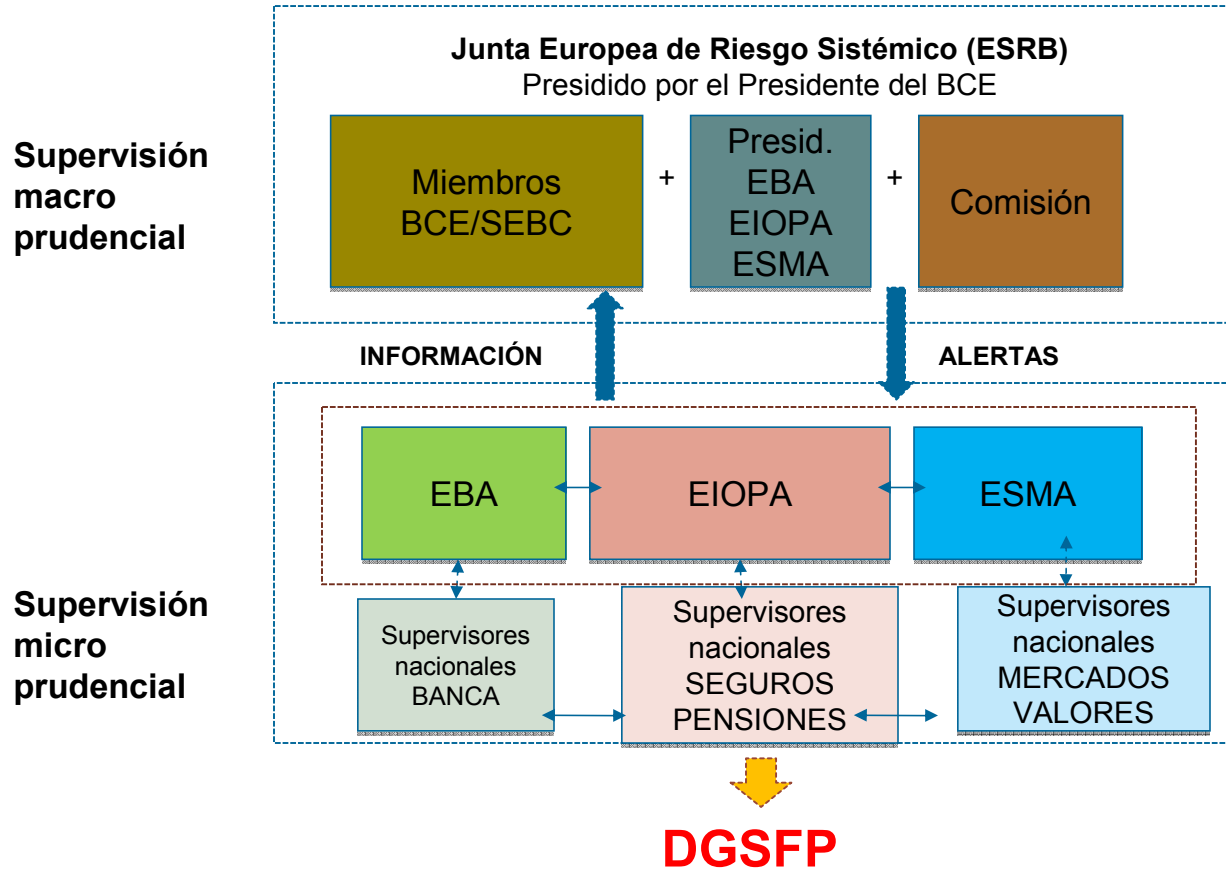 Junta Europea de Riesgo Sistémico (ESRB)
Presidido por el Presidente del BCE
Supervisión
macro
prudencial
Miembros
BCE/SEBC
+
Presid.
EBA
EIOPA
ESMA
+
Comisión
INFORMACIÓN
ALERTAS
Supervisión
micro
prudencial
EBA
EIOPA
ESMA
Supervisores
nacionales
BANCA
Supervisores
nacionales
SEGUROS
PENSIONES
Supervisores
nacionales
MERCADOS
VALORES
DGSFP